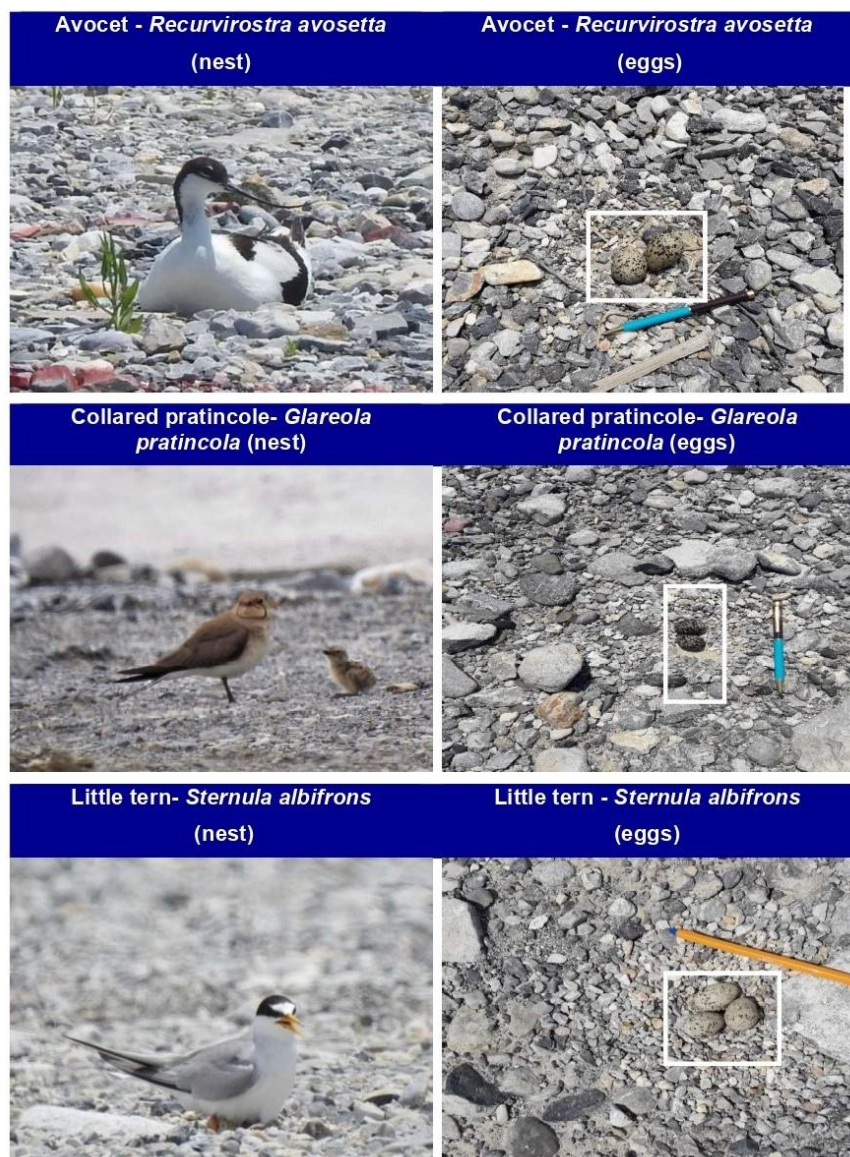 Avocet - Recurvirostra avosetta
(nest)
Avocet - Recurvirostra avosetta
(eggs)
Collared pratincole- Glareola
pratincola (nest)
Collared pratincole- Glareola
pratincola (eggs)
Little tern- Sternula albifrons
(nest)
Little tern - Sternula albifrons
(eggs)